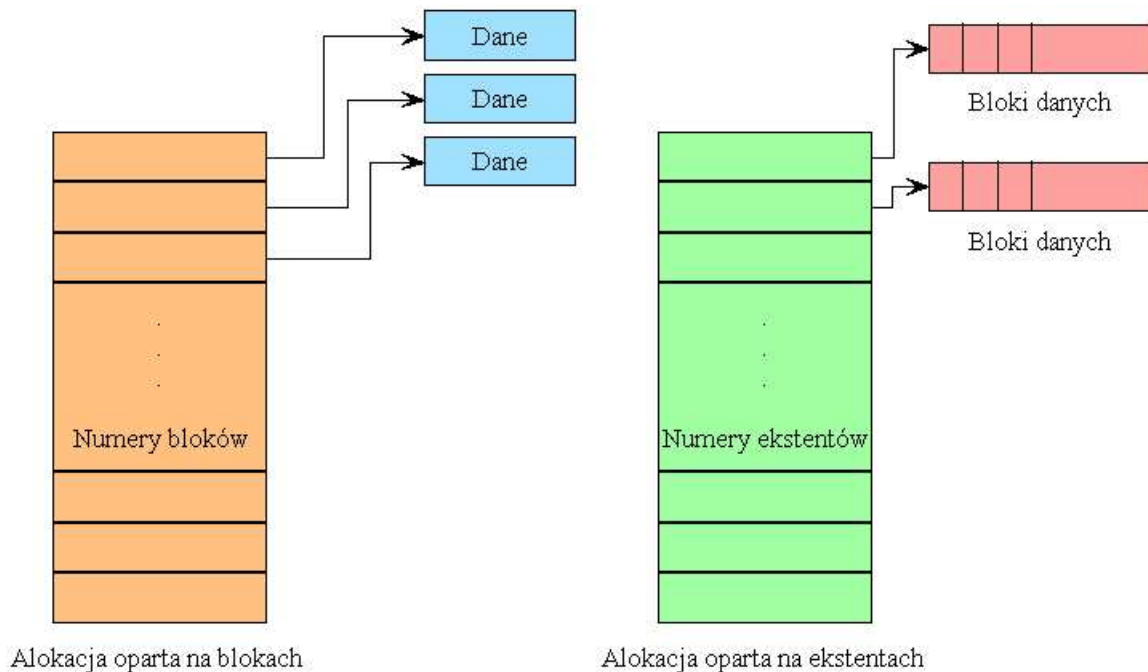 Dane
Dane
Dane
Numery bloków
Alokacja oparta na blokach
Bloki danych
Bloki danych
Numery ekstentów
Alokacja oparta na ekstentach